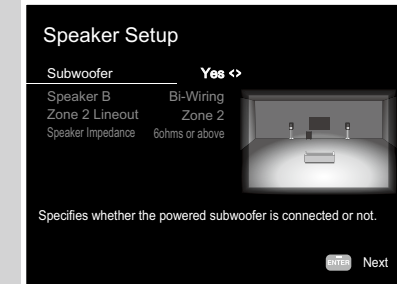 Speaker Setup
Subwoofer Yes <>
Speaker B Bi-Wiring
Zone 2 Lineout Zone 2
Speaker Impedance 6ohms or above
Specifies whether the powered subwoofer is connected or not.
ENTER Next